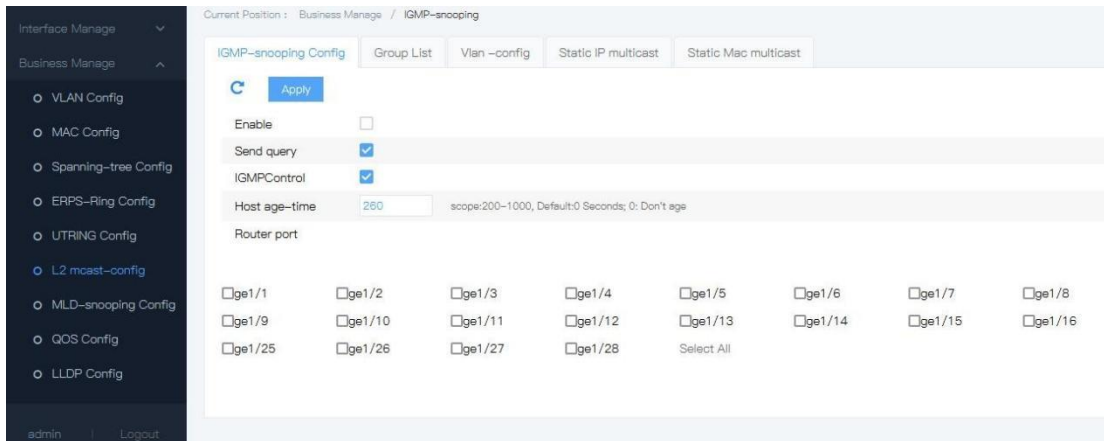 Current Position : Business Manage / IGMP-snooping
Interface Manage
Business Manage
VLAN Config
MAC Config
Spanning-tree Config
ERPS-Ring Config
UTRING Config
L2 mcast-config
MLD-snooping Config
QOS Config
LLDP Config
admin | Logout
IGMP-snooping Config Group List Vlan -config Static IP multicast Static Mac multicast
Apply
Enable
Send query
IGMPControl
Host age-time 260 scope:200-1000, Default:0 Seconds; 0: Don't age
Router port
ge1/1 ge1/2 ge1/3 ge1/4 ge1/5 ge1/6 ge1/7 ge1/8
ge1/9 ge1/10 ge1/11 ge1/12 ge1/13 ge1/14 ge1/15 ge1/16
ge1/25 ge1/26 ge1/27 ge1/28 Select All